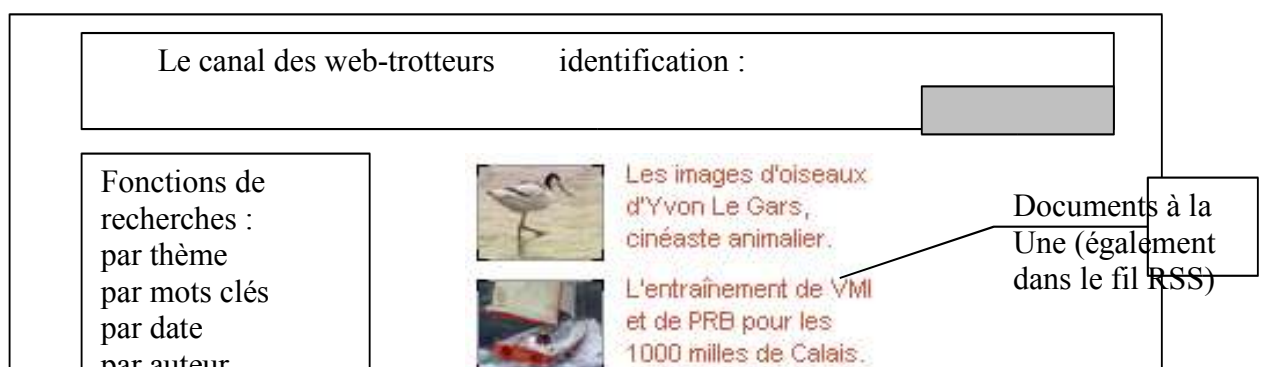 Le canal des web-trotteurs identification :
Fonctions de
recherches :
par thème
par mots clés
par date
par auteur
Les images d'oiseaux
d'Yvon Le Gars,
cinéaste animalier.
L'entraînement de VMI
et de PRB pour les
1000 milles de Calais.
Documents à la
Une (également
dans le fil RSS)